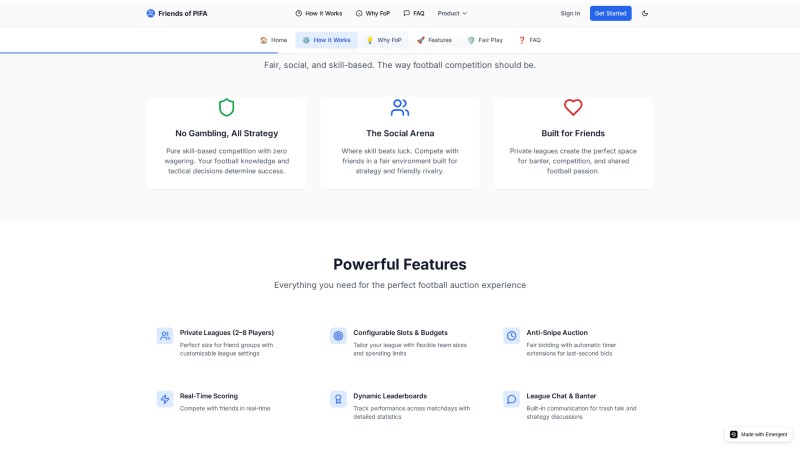 Friends of PIFA
How it Works
Why FoP
FAQ
Product
Sign In
Get Started
Home
How it Works
Why FoP
Features
Fair Play
FAQ
Fair, social, and skill-based. The way football competition should be.
No Gambling, All Strategy
Pure skill-based competition with zero
wagering. Your football knowledge and
tactical decisions determine success.
The Social Arena
Where skill beats luck. Compete with
friends in a fair environment built for
strategy and friendly rivalry.
Built for Friends
Private leagues create the perfect space
for banter, competition, and shared
football passion.
Powerful Features
Everything you need for the perfect football auction experience
Private Leagues (2–8 Players)
Perfect size for friend groups with
customizable league settings
Configurable Slots & Budgets
Tailor your league with flexible team sizes
and spending limits
Anti-Snipe Auction
Fair bidding with automatic timer
extensions for last-second bids
Real-Time Scoring
Compete with friends in real-time
Dynamic Leaderboards
Track performance across matchdays with
detailed statistics
League Chat & Banter
Built-in communication for trash talk and
strategy discussions
Made with Emergent